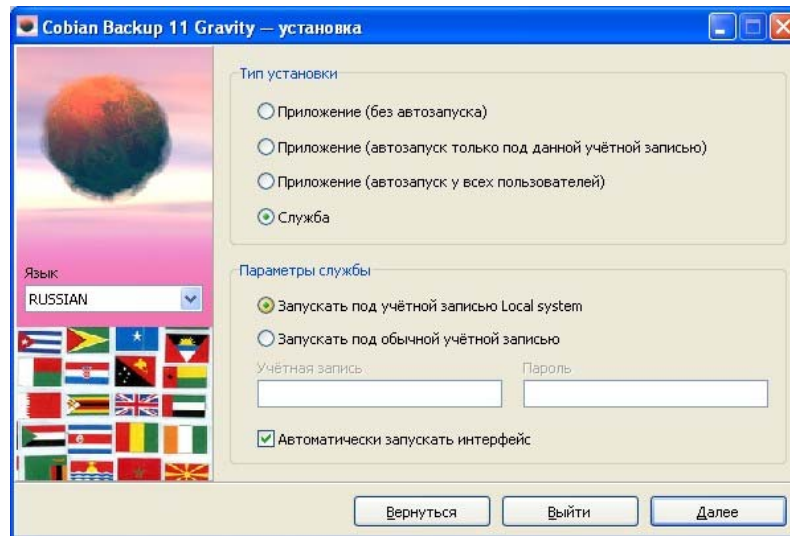 Cobian Backup 11 Gravity — установка
Тип установки
Приложение (без автозапуска)
Приложение (автозапуск только под данной учётной записью)
Приложение (автозапуск у всех пользователей)
Служба
Язык
RUSSIAN
Параметры службы
Запускать под учётной записью Local system
Запускать под обычной учётной записью
Учётная запись Пароль
Автоматически запускать интерфейс
Вернуться Выйти Далее